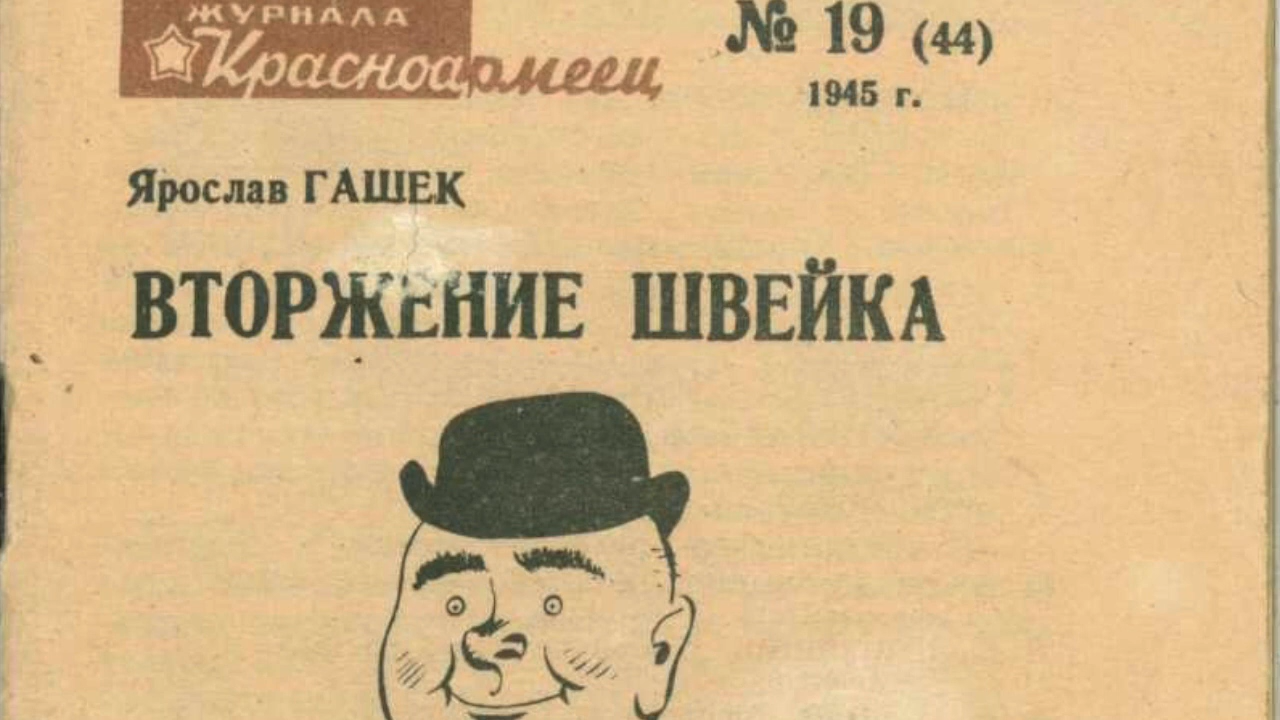 ЖУРНАЛА
Красноармеец
№ 19 (44)
1945 г.
Ярослав ГАШЕК
ВТОРЖЕНИЕ ШВЕЙКА